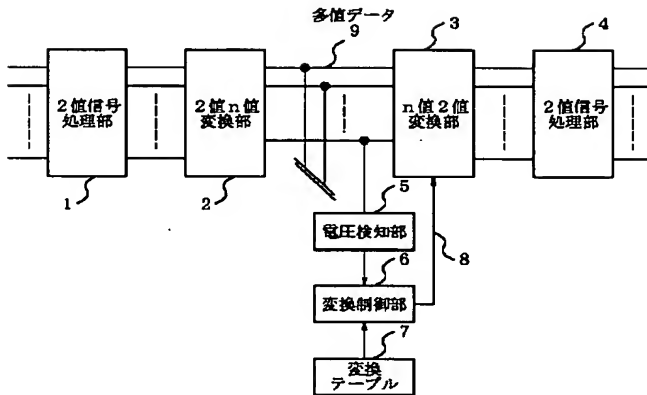 多値データ
9
3
4
2値信号
処理部
2値n値
変換部
n値2値
変換部
2値信号
処理部
1
2
5
電圧検知部
6
8
変換制御部
7
変換
テーブル